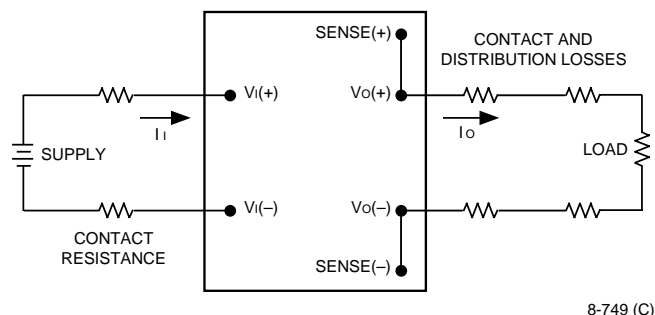 SENSE(+)
CONTACT AND
DISTRIBUTION LOSSES
VI(+)
VO(+)
II
IO
SUPPLY
LOAD
VI(–)
VO(–)
CONTACT
RESISTANCE
SENSE(–)
8-749 (C)